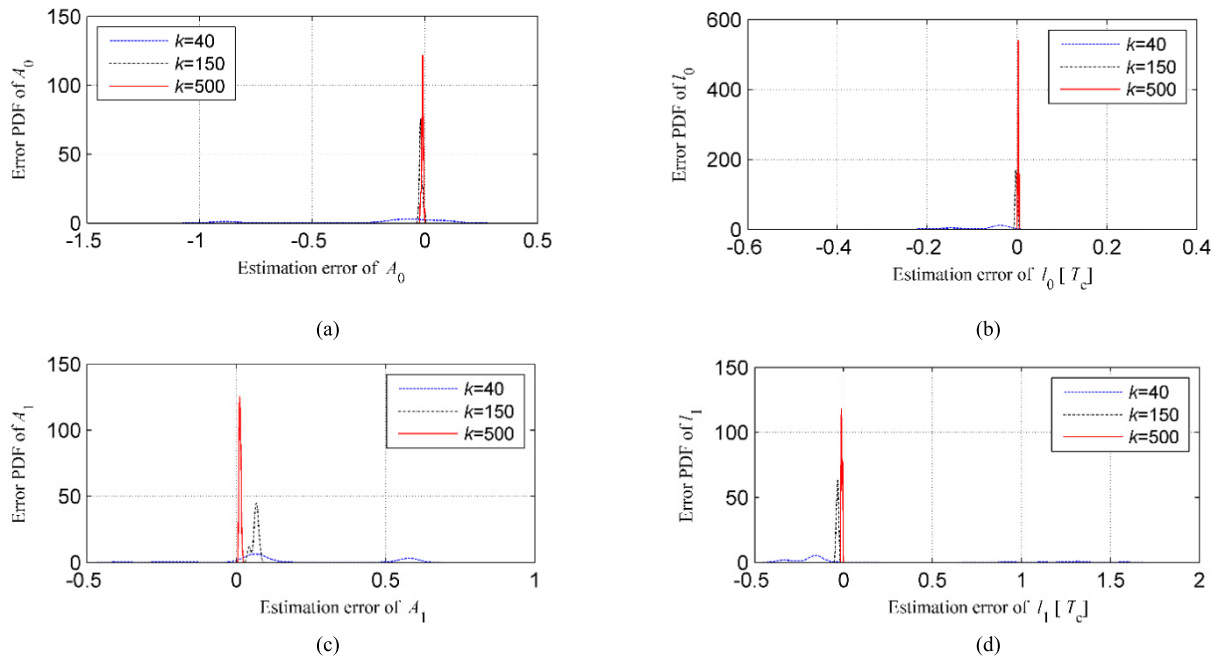 150
100
50
0
Error PDF of A0
k=40
k=150
k=500
-1.5
-1
-0.5
0
0.5
Estimation error of A0
(a)
600
400
200
0
Error PDF of l0
k=40
k=150
k=500
-0.6
-0.4
-0.2
0
0.2
0.4
Estimation error of l0 [ Tc]
(b)
150
100
50
0
Error PDF of A1
k=40
k=150
k=500
-0.5
0
0.5
1
Estimation error of A1
(c)
150
100
50
0
Error PDF of l1
k=40
k=150
k=500
-0.5
0
0.5
1
1.5
2
Estimation error of l1 [ Tc]
(d)